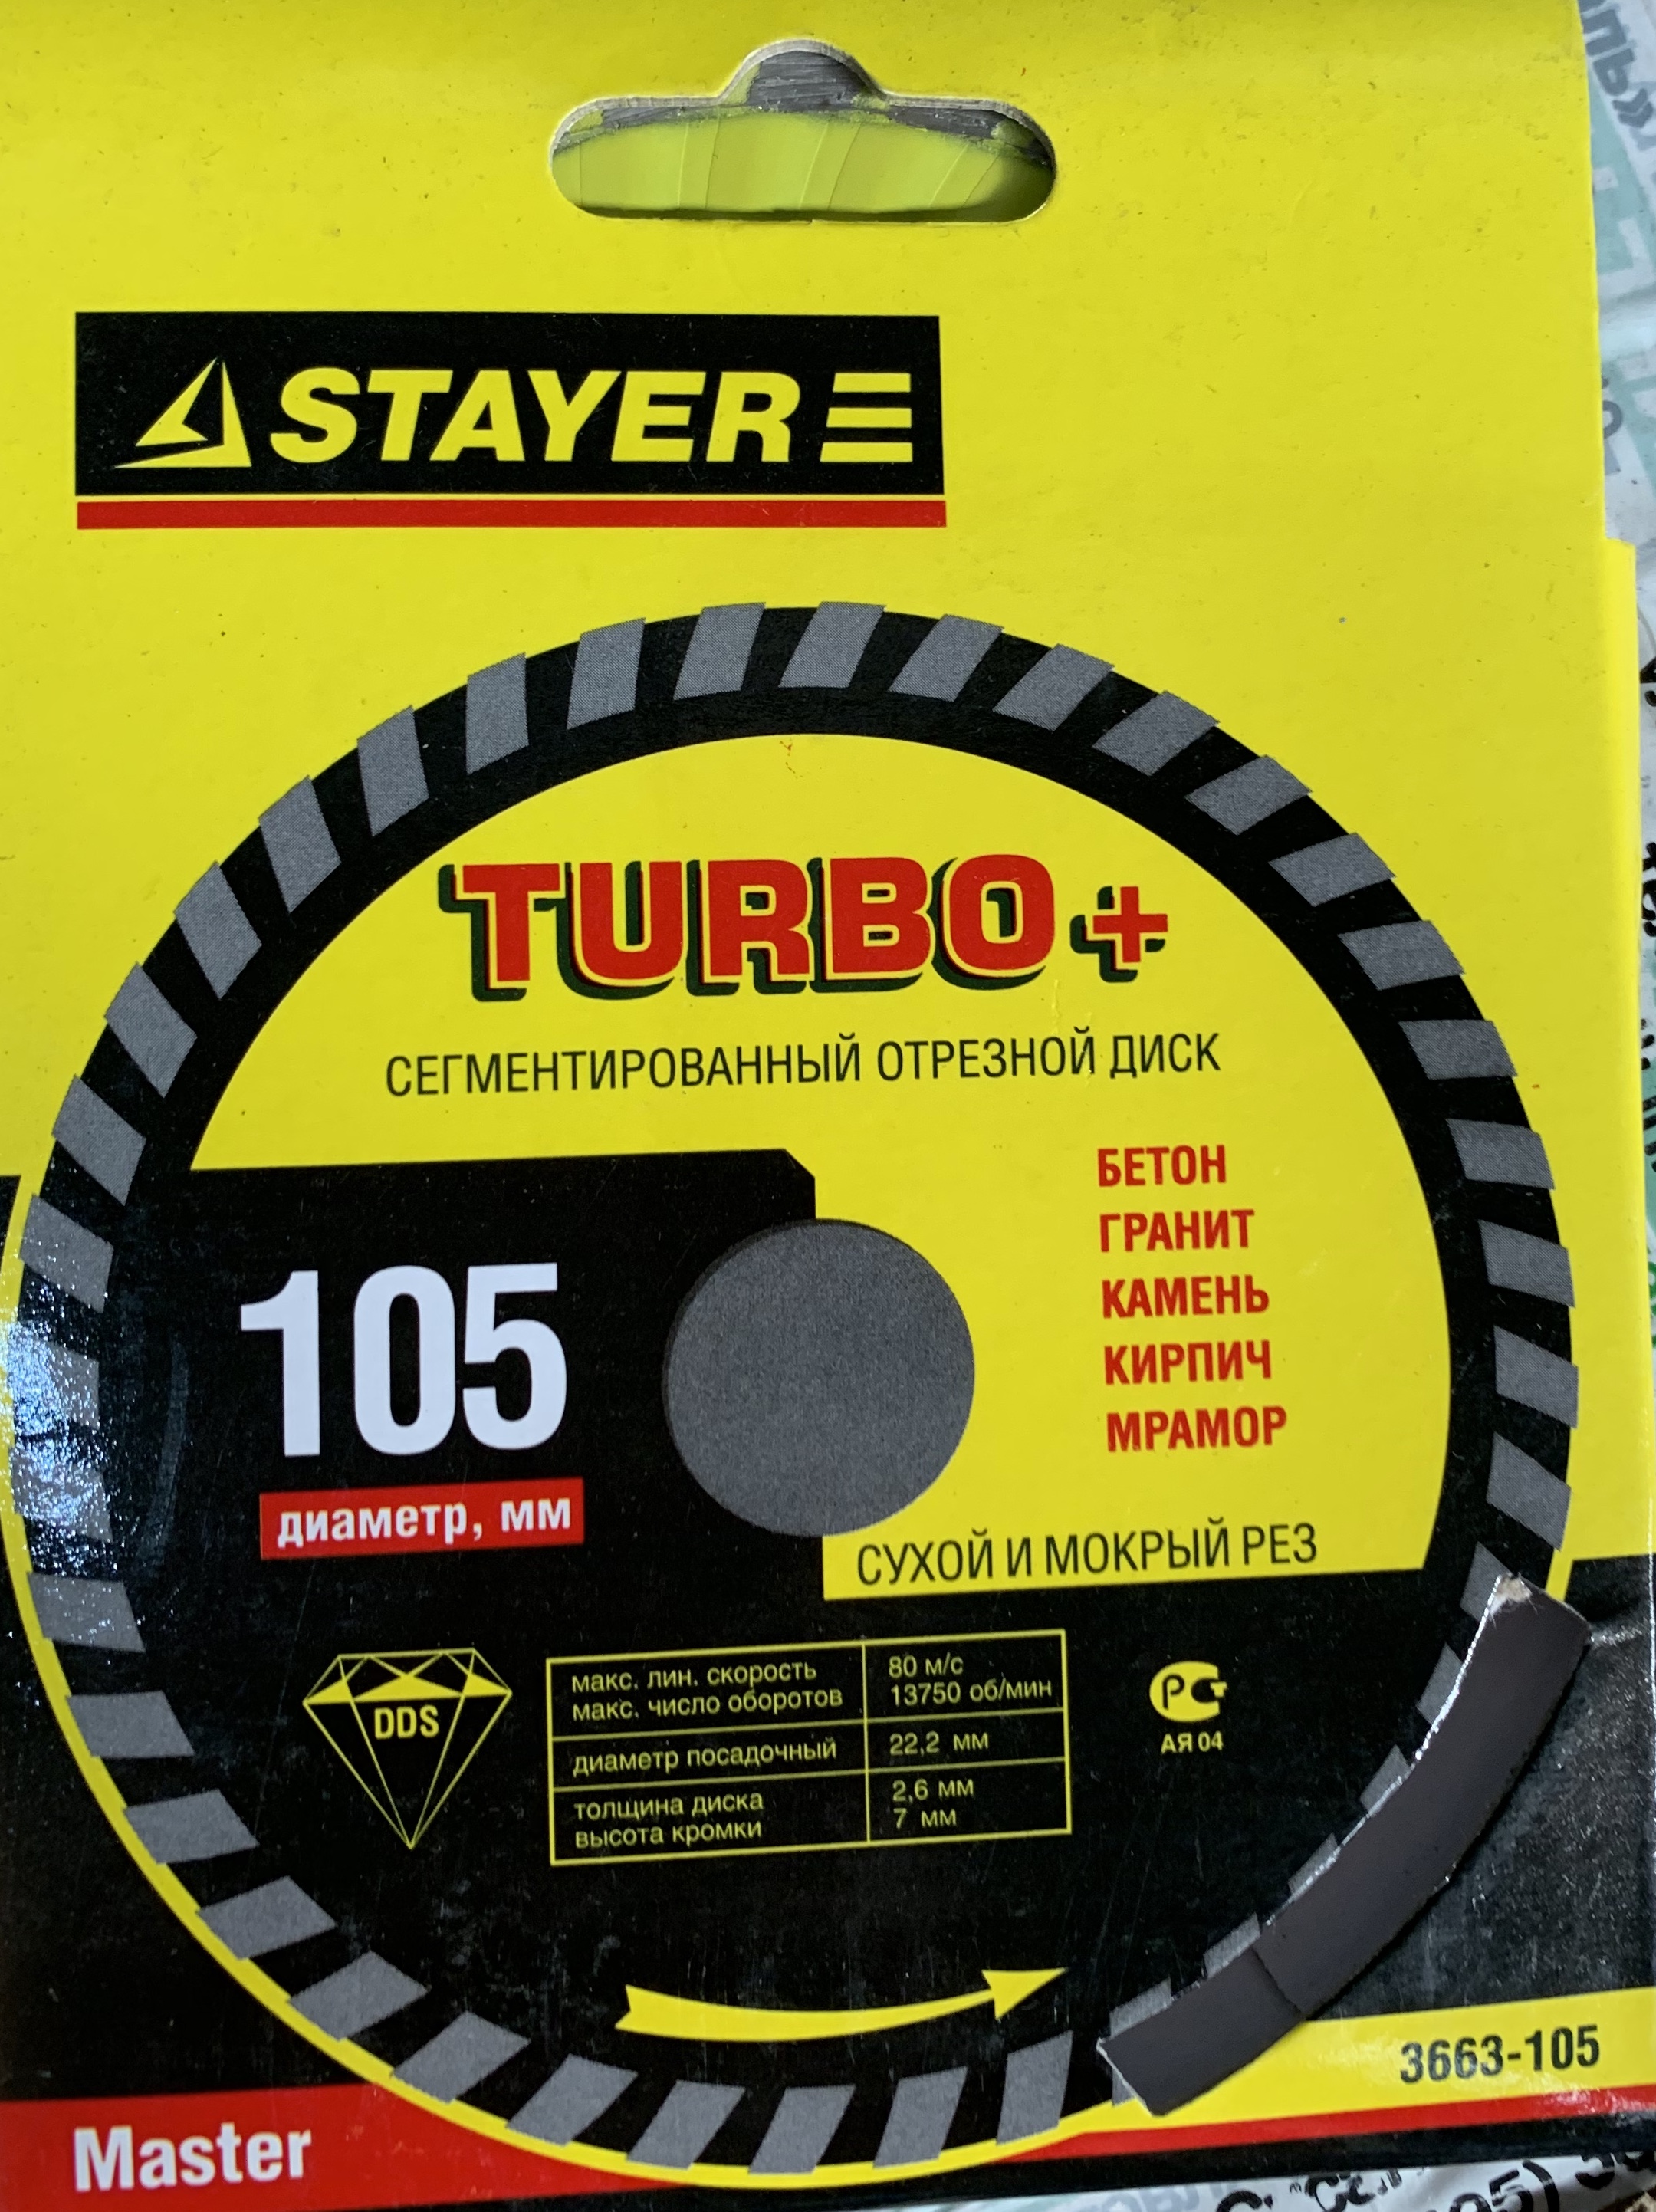 STAYER
TURBO+
СЕГМЕНТИРОВАННЫЙ ОТРЕЗНОЙ ДИСК
БЕТОН
ГРАНИТ
КАМЕНЬ
КИРПИЧ
МРАМОР
105
диаметр, мм
СУХОЙ И МОКРЫЙ РЕЗ
DDS
макс. лин. скорость 80 м/с
макс. число оборотов 13750 об/мин
диаметр посадочный 22,2 мм
толщина диска 2,6 мм
высота кромки 7 мм
АЯ 04
3663-105
Master